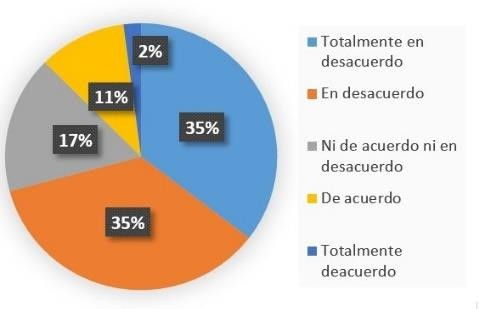 2%
11%
17%
35%
35%
Totalmente en
desacuerdo
En desacuerdo
Ni de acuerdo ni en
desacuerdo
De acuerdo
Totalmente
deacuerdo